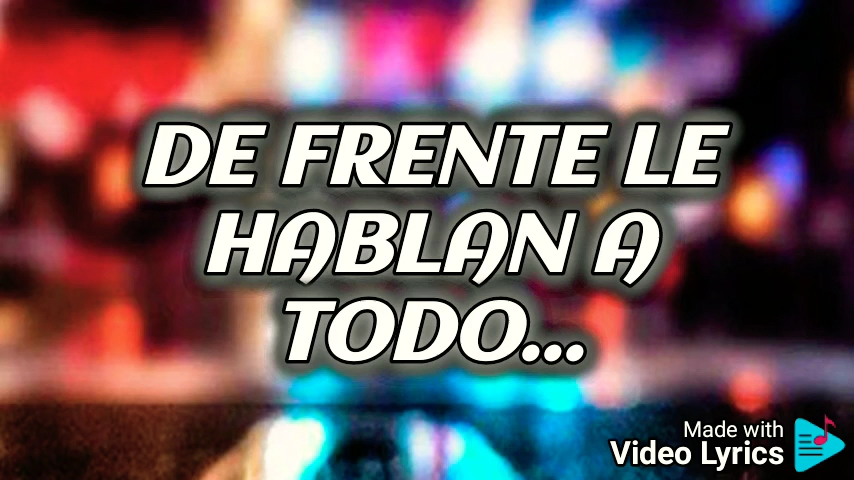 DE FRENTE LE
HABLAN A
TODO...
Made with
Video Lyrics